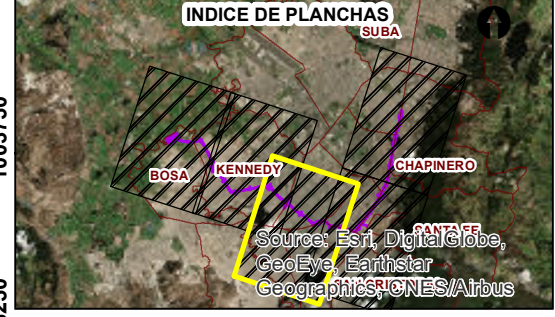 INDICE DE PLANCHAS
SUBA
CHAPINERO
KENNEDY
BOSA
SANTA FE
Source: Esri, DigitalGlobe,
GeoEye, Earthstar
Geographics, CNES/Airbus